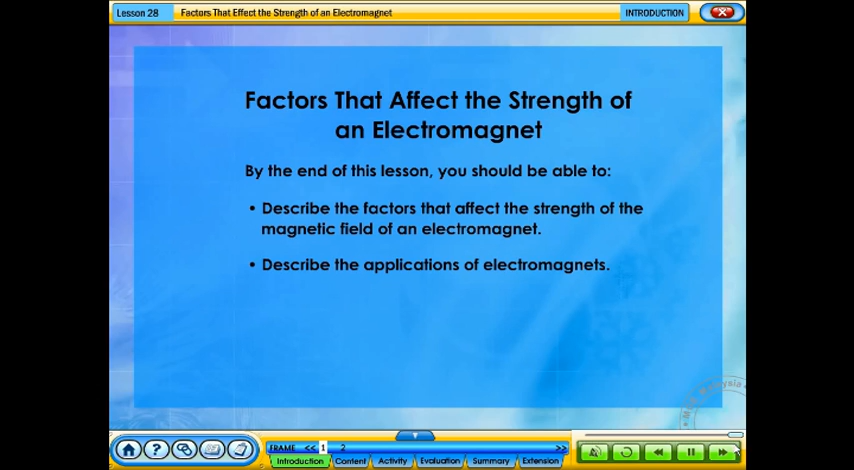 Lesson 28 Factors That Effect the Strength of an Electromagnet INTRODUCTION
Factors That Affect the Strength of
an Electromagnet
By the end of this lesson, you should be able to:
• Describe the factors that affect the strength of the
magnetic field of an electromagnet.
• Describe the applications of electromagnets.
Malaysia
FRAME << 1 2 >>
Introduction Content Activity Evaluation Summary Extension